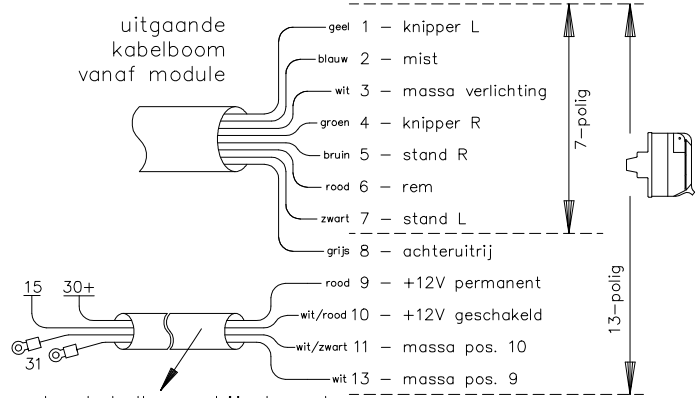 uitgaande
kabelboom
vanaf module
geel 1 – knipper L
blauw 2 – mist
wit 3 – massa verlichting
groen 4 – knipper R
bruin 5 – stand R
rood 6 – rem
zwart 7 – stand L
grijs 8 – achteruitrij
rood 9 – +12V permanent
wit/rood 10 – +12V geschakeld
wit/zwart 11 – massa pos. 10
wit 13 – massa pos. 9
7-polig
13-polig
15 30+
31